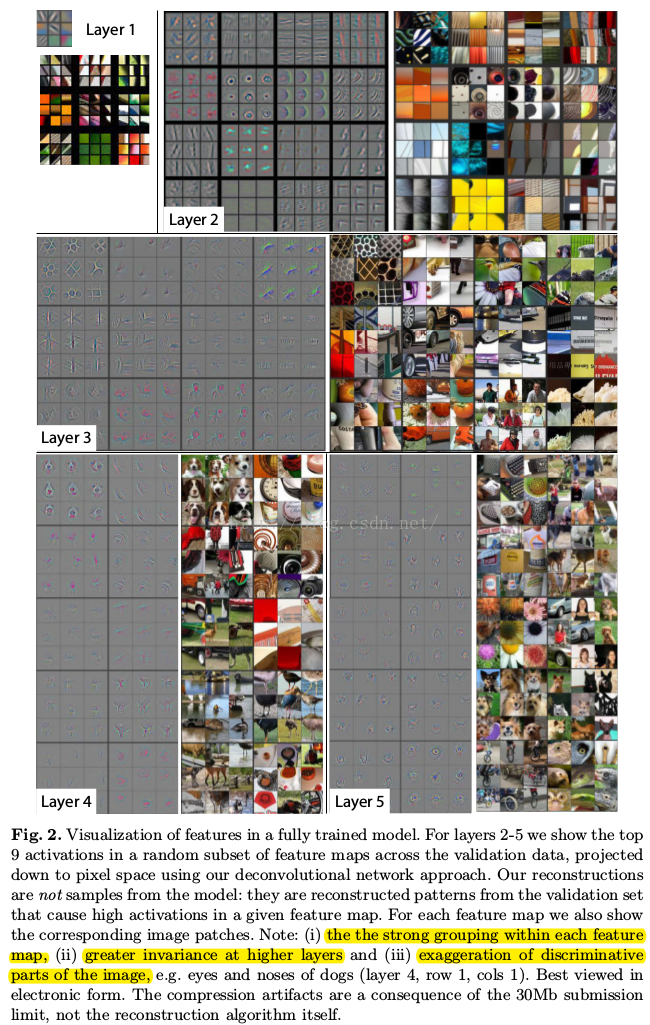 Layer 1
Layer 2
Layer 3
Layer 4
Layer 5
Fig. 2. Visualization of features in a fully trained model. For layers 2-5 we show the top
9 activations in a random subset of feature maps across the validation data, projected
down to pixel space using our deconvolutional network approach. Our reconstructions
are not samples from the model: they are reconstructed patterns from the validation set
that cause high activations in a given feature map. For each feature map we also show
the corresponding image patches. Note: (i) the the strong grouping within each feature
map, (ii) greater invariance at higher layers and (iii) exaggeration of discriminative
parts of the image, e.g. eyes and noses of dogs (layer 4, row 1, cols 1). Best viewed in
electronic form. The compression artifacts are a consequence of the 30Mb submission
limit, not the reconstruction algorithm itself.